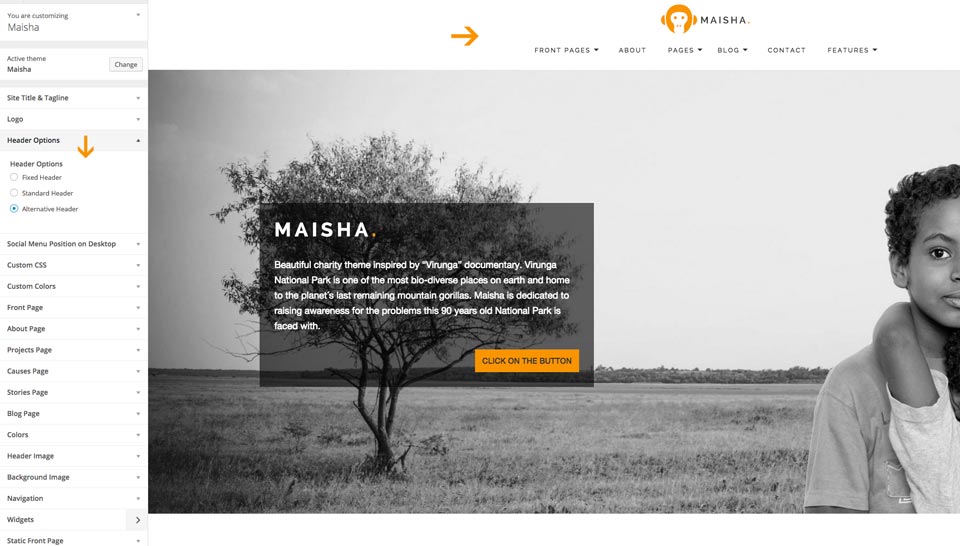 You are customizing
Maisha
Active theme
Maisha
Change
Site Title & Tagline
Logo
Header Options
Header Options
Fixed Header
Standard Header
Alternative Header
Social Menu Position on Desktop
Custom CSS
Custom Colors
Front Page
About Page
Projects Page
Causes Page
Stories Page
Blog Page
Colors
Header Image
Background Image
Navigation
Widgets
Static Front Page
MAISHA.
FRONT PAGES ABOUT PAGES BLOG CONTACT FEATURES
MAISHA.
Beautiful charity theme inspired by “Virunga” documentary. Virunga
National Park is one of the most bio-diverse places on earth and home
to the planet’s last remaining mountain gorillas. Maisha is dedicated to
raising awareness for the problems this 90 years old National Park is
faced with.
CLICK ON THE BUTTON